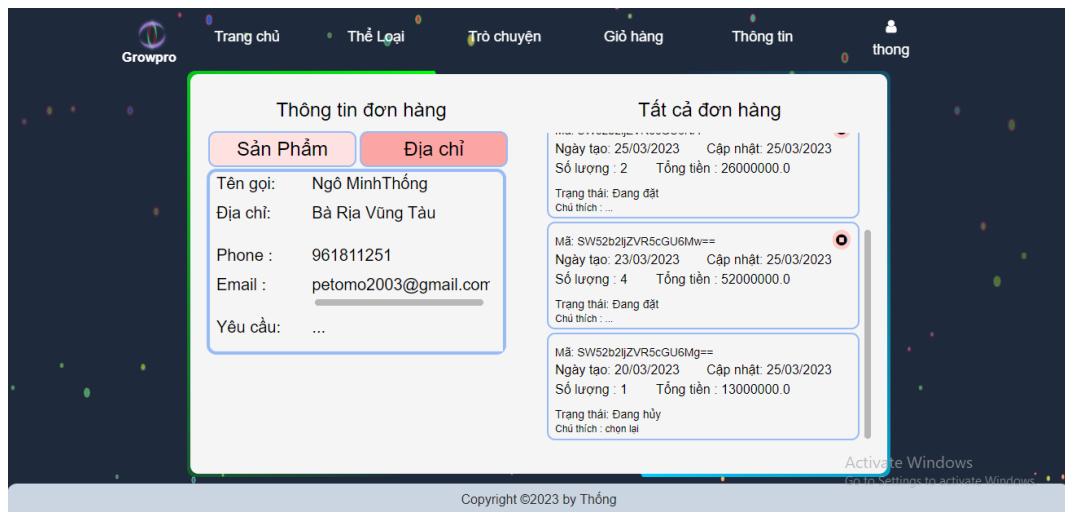 Trang chủ Thể Loại Trò chuyện Giỏ hàng Thông tin
thong
Growpro
Thông tin đơn hàng
Sản Phẩm Địa chỉ
Tên gọi: Ngô MinhThống
Địa chỉ: Bà Rịa Vũng Tàu
Phone : 961811251
Email : petomo2003@gmail.com
Yêu cầu: ...
Tất cả đơn hàng
Ngày tạo: 25/03/2023 Cập nhật: 25/03/2023
Số lượng : 2 Tổng tiền : 26000000.0
Trạng thái: Đang đặt
Chú thích : ...
Mã: SW52b2ljZVR5cGU6Mw==
Ngày tạo: 23/03/2023 Cập nhật: 25/03/2023
Số lượng : 4 Tổng tiền : 52000000.0
Trạng thái: Đang đặt
Chú thích : ...
Mã: SW52b2ljZVR5cGU6Mg==
Ngày tạo: 20/03/2023 Cập nhật: 25/03/2023
Số lượng : 1 Tổng tiền : 13000000.0
Trạng thái: Đang hủy
Chú thích : chọn lại
Activate Windows
Go to Settings to activate Windows.
Copyright ©2023 by Thống